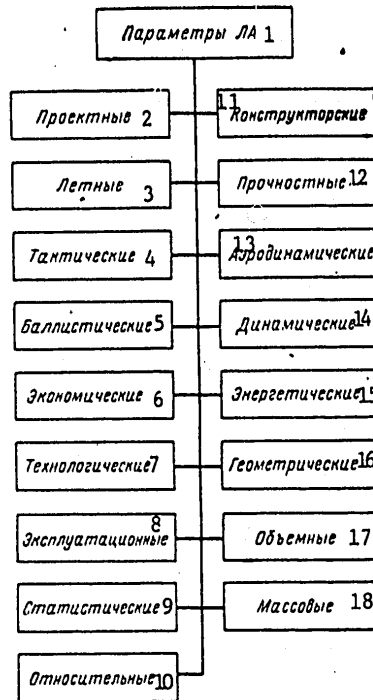 Параметры ЛА 1
Проектные 2
11 Конструкторские
Летные 3
Прочностные 12
Тактические 4
13 Аэродинамические
Баллистические 5
Динамические 14
Экономические 6
Энергетические 15
Технологические 7
Геометрические 16
8
Эксплуатационные
Объемные 17
Статистические 9
Массовые 18
Относительные 10